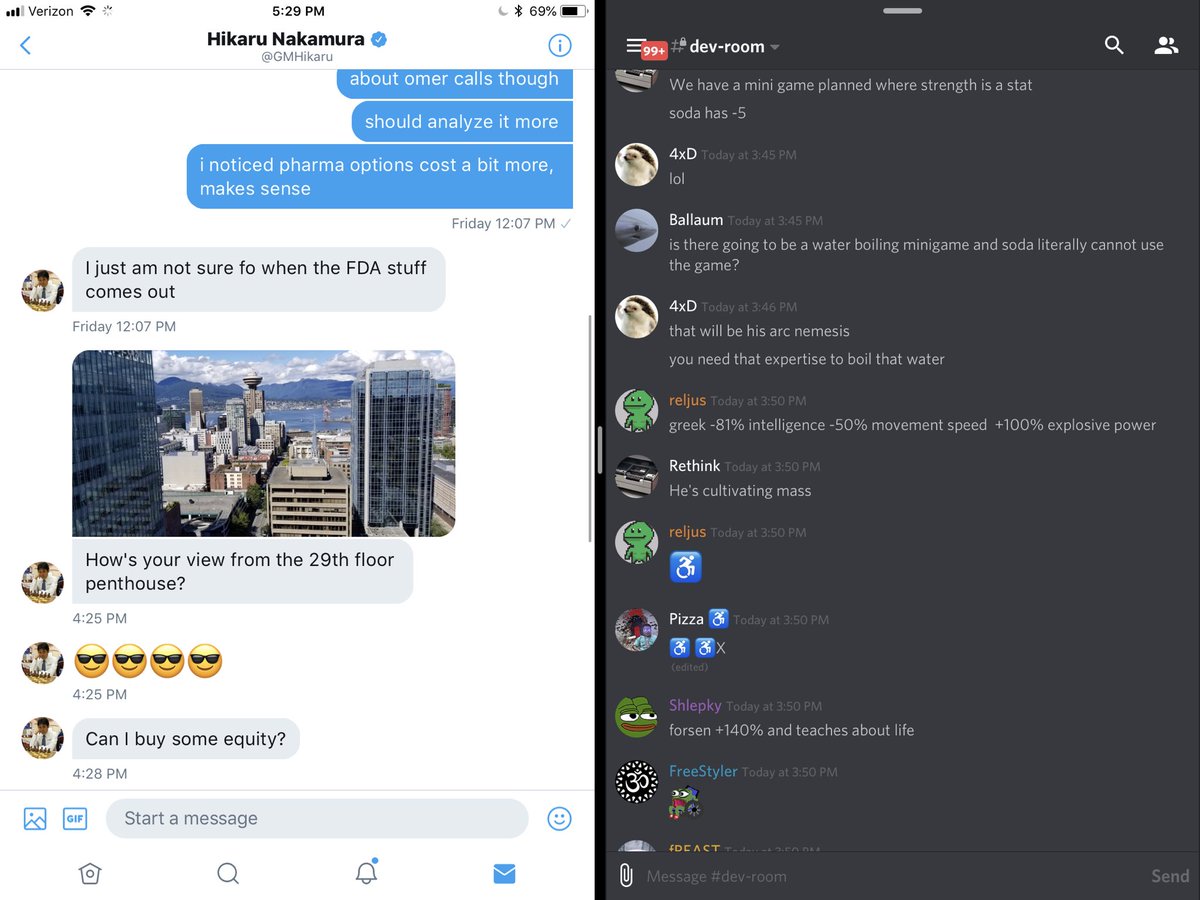 Verizon
5:29 PM
69%
Hikaru Nakamura
@GMHikaru
about omer calls though
should analyze it more
i noticed pharma options cost a bit more,
makes sense
Friday 12:07 PM
I just am not sure fo when the FDA stuff
comes out
Friday 12:07 PM
How's your view from the 29th floor
penthouse?
4:25 PM
4:25 PM
Can I buy some equity?
4:28 PM
GIF
Start a message
99+
# dev-room
We have a mini game planned where strength is a stat
soda has -5
4xD Today at 3:45 PM
lol
Ballaum Today at 3:45 PM
is there going to be a water boiling minigame and soda literally cannot use
the game?
4xD Today at 3:46 PM
that will be his arc nemesis
you need that expertise to boil that water
reljus Today at 3:50 PM
greek -81% intelligence -50% movement speed +100% explosive power
Rethink Today at 3:50 PM
He's cultivating mass
reljus Today at 3:50 PM
Pizza Today at 3:50 PM
X
(edited)
Shlepky Today at 3:50 PM
forsen +140% and teaches about life
FreeStyler Today at 3:50 PM
fBEAST Today at 3:50 PM
Message #dev-room
Send